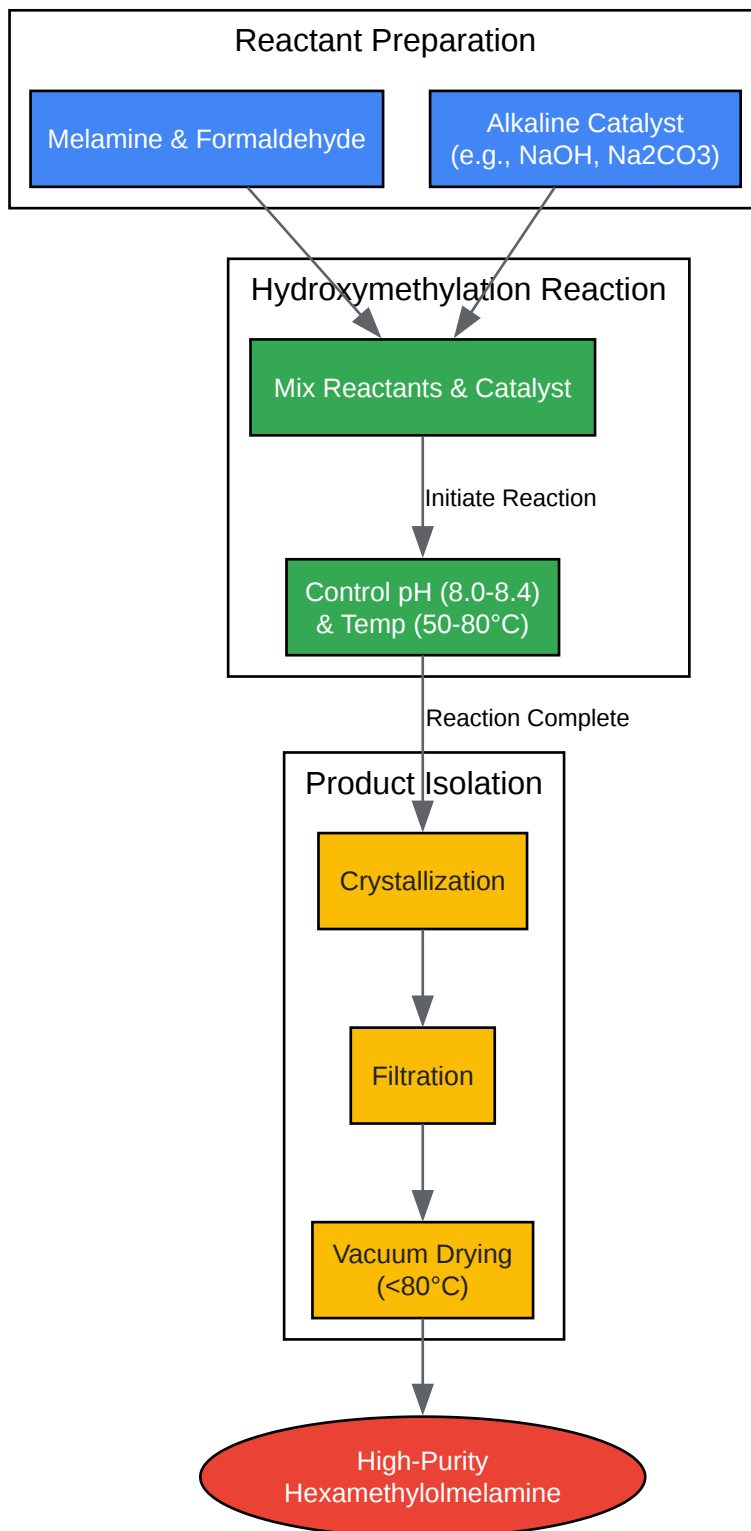 Reactant Preparation
Melamine & Formaldehyde
Alkaline Catalyst
(e.g., NaOH, Na2CO3)
Hydroxymethylation Reaction
Mix Reactants & Catalyst
Initiate Reaction
Control pH (8.0-8.4)
& Temp (50-80°C)
Reaction Complete
Product Isolation
Crystallization
Filtration
Vacuum Drying
(<80°C)
High-Purity
Hexamethylolmelamine